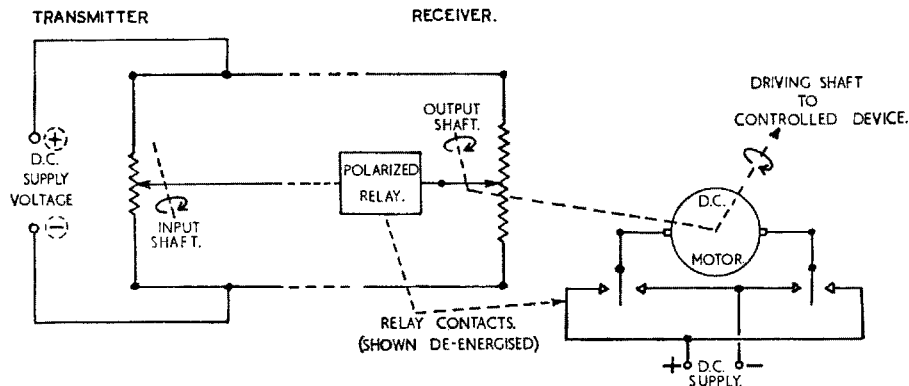 TRANSMITTER
RECEIVER.
DRIVING SHAFT
TO
CONTROLLED DEVICE.
OUTPUT
SHAFT.
+
D.C.
SUPPLY
VOLTAGE
−
POLARIZED
RELAY.
INPUT
SHAFT.
D.C.
MOTOR.
RELAY CONTACTS.
(SHOWN DE-ENERGISED)
+ D.C. −
SUPPLY.